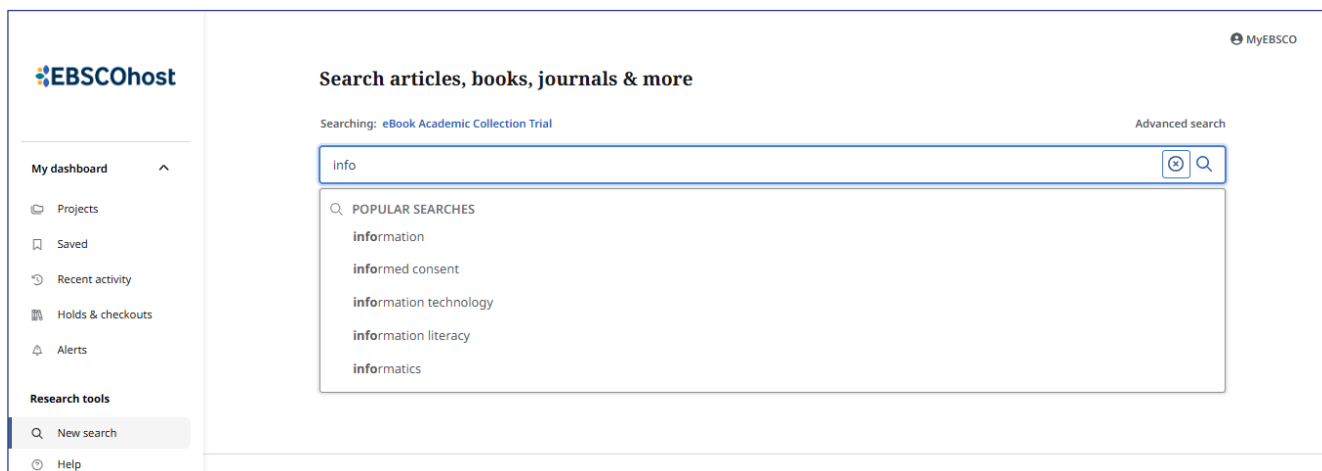 MyEBSCO
EBSCOhost
Search articles, books, journals & more
Searching: eBook Academic Collection Trial
Advanced search
info
POPULAR SEARCHES
information
informed consent
information technology
information literacy
informatics
My dashboard
Projects
Saved
Recent activity
Holds & checkouts
Alerts
Research tools
New search
Help